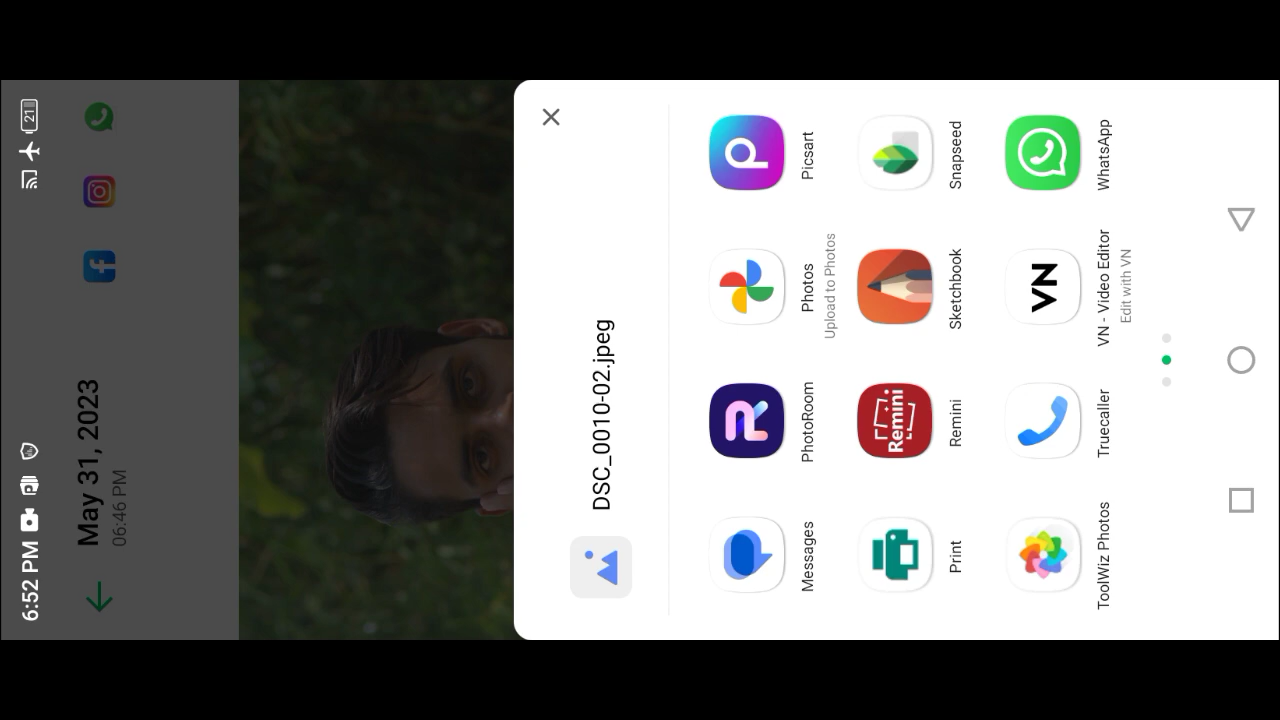 6:52 PM
21
May 31, 2023
06:46 PM
DSC_0010-02.jpeg
Messages
PhotoRoom
Photos
Upload to Photos
Picsart
Print
Remini
Remini
Sketchbook
Snapseed
ToolWiz Photos
Truecaller
VN
VN - Video Editor
Edit with VN
WhatsApp